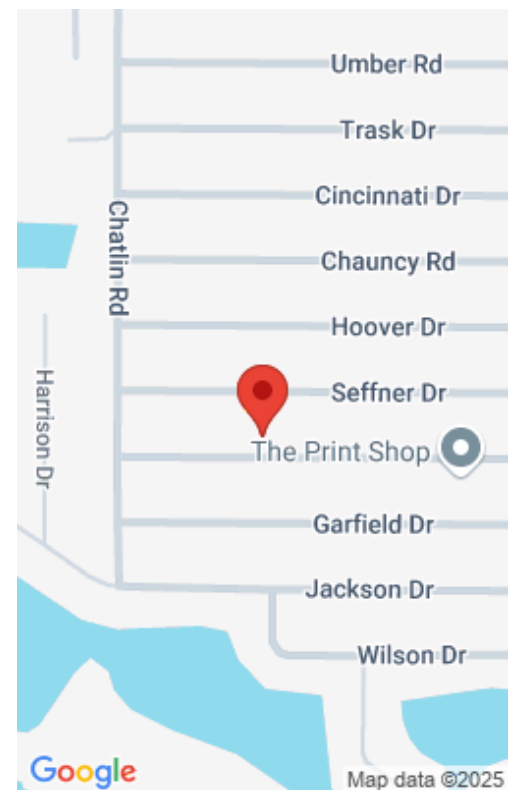 Umber Rd
Trask Dr
Cincinnati Dr
Chatlin Rd
Chauncy Rd
Hoover Dr
Harrison Dr
Seffner Dr
The Print Shop
Garfield Dr
Jackson Dr
Wilson Dr
Google
Map data ©2025